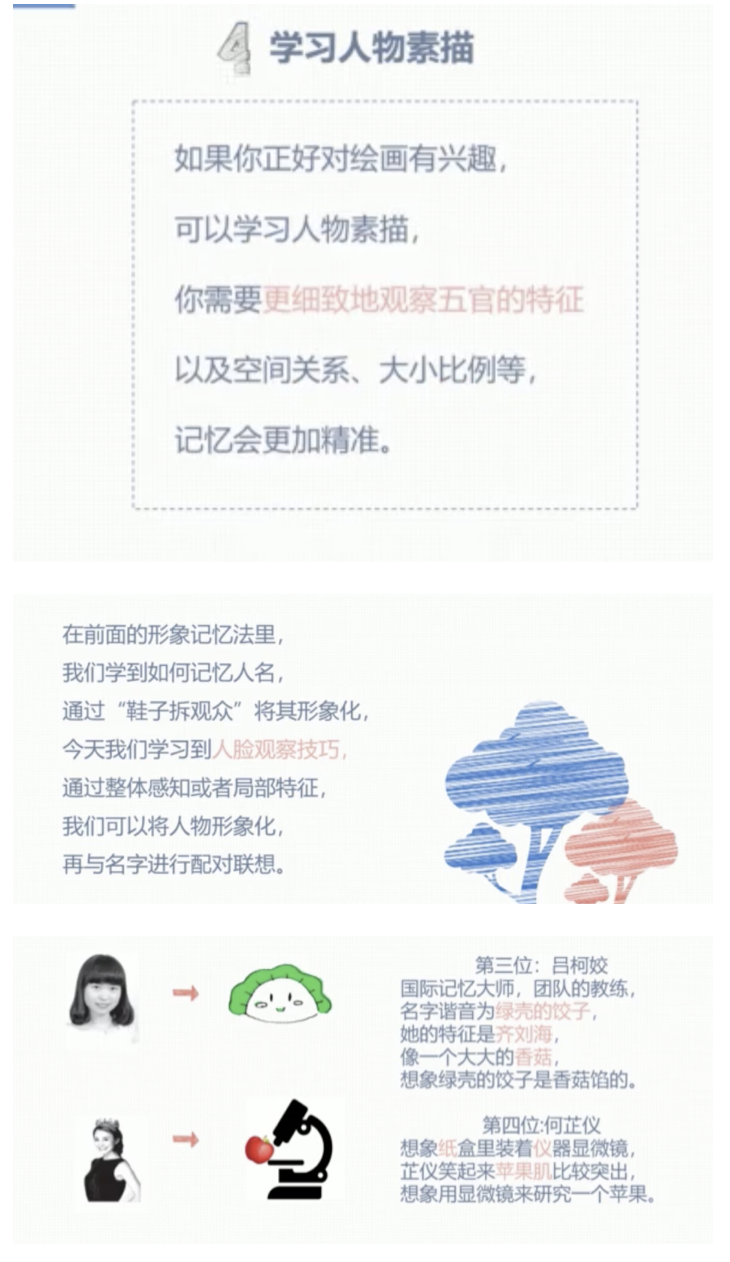 4 学习人物素描
如果你正好对绘画有兴趣，
可以学习人物素描，
你需要更细致地观察五官的特征
以及空间关系、大小比例等，
记忆会更加精准。
在前面的形象记忆法里，
我们学到如何记忆人名，
通过“鞋子拆观众”将其形象化，
今天我们学习到人脸观察技巧，
通过整体感知或者局部特征，
我们可以将人物形象化，
再与名字进行配对联想。
第三位：吕柯姣
国际记忆大师，团队的教练，
名字谐音为绿壳的饺子，
她的特征是齐刘海，
像一个大大的香菇，
想象绿壳的饺子是香菇馅的。
第四位:何芷仪
想象纸盒里装着仪器显微镜，
芷仪笑起来苹果肌比较突出，
想象用显微镜来研究一个苹果。